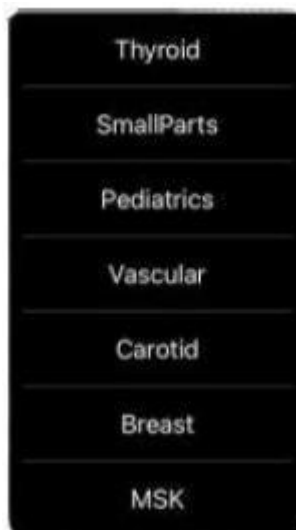 Thyroid
SmallParts
Pediatrics
Vascular
Carotid
Breast
MSK